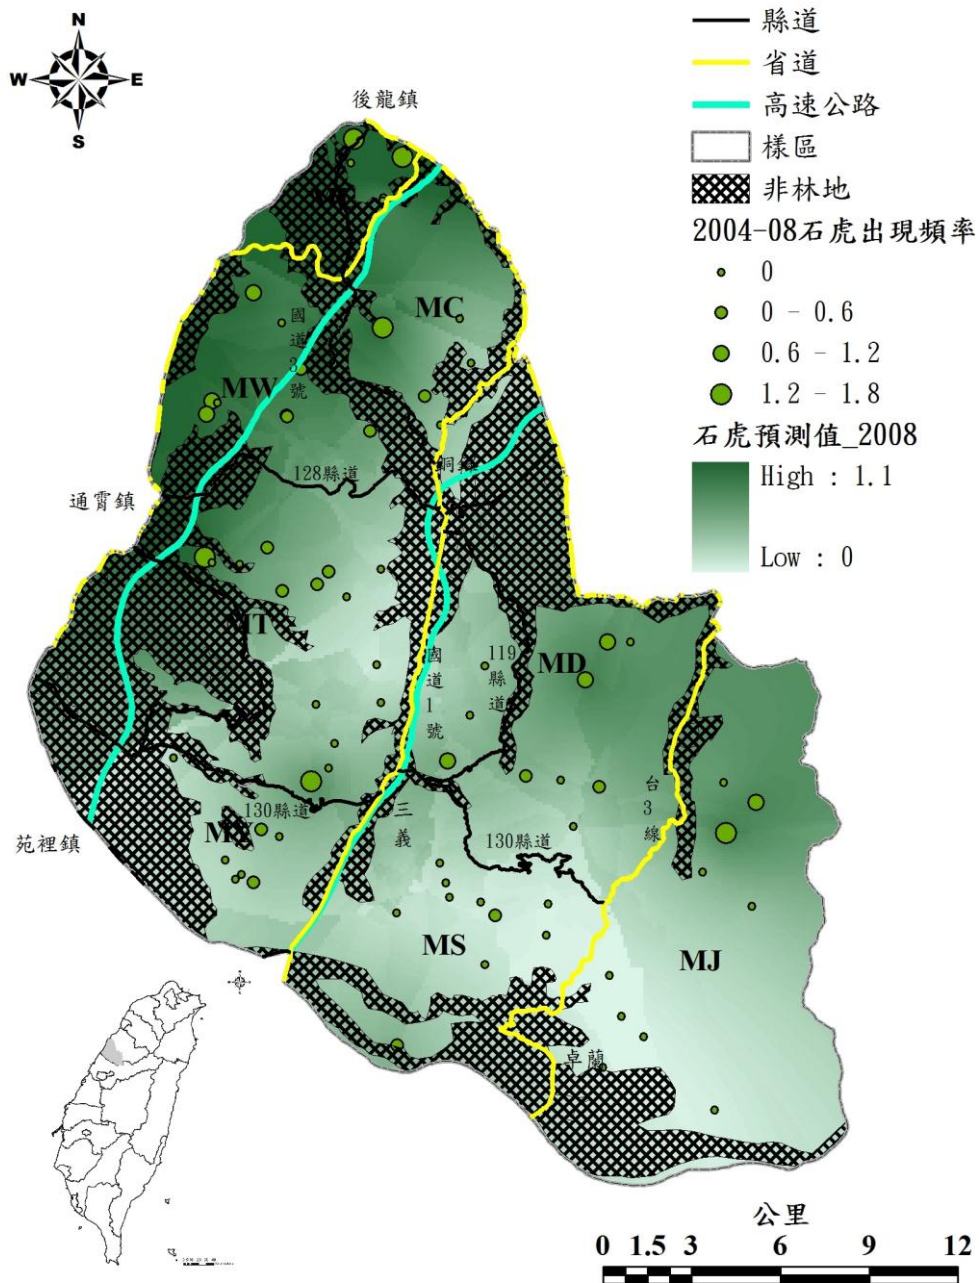 N
W E
S
縣道
省道
高速公路
樣區
非林地
2004-08石虎出現頻率
0
0 - 0.6
0.6 - 1.2
1.2 - 1.8
石虎預測值_2008
High : 1.1
Low : 0
後龍鎮
MC
國道3號
MW
128縣道
通霄鎮
MT
國道1號
119縣道
MD
台3線
130縣道
三義
130縣道
苑裡鎮
MS
MJ
卓蘭
公里
0 1.5 3 6 9 12